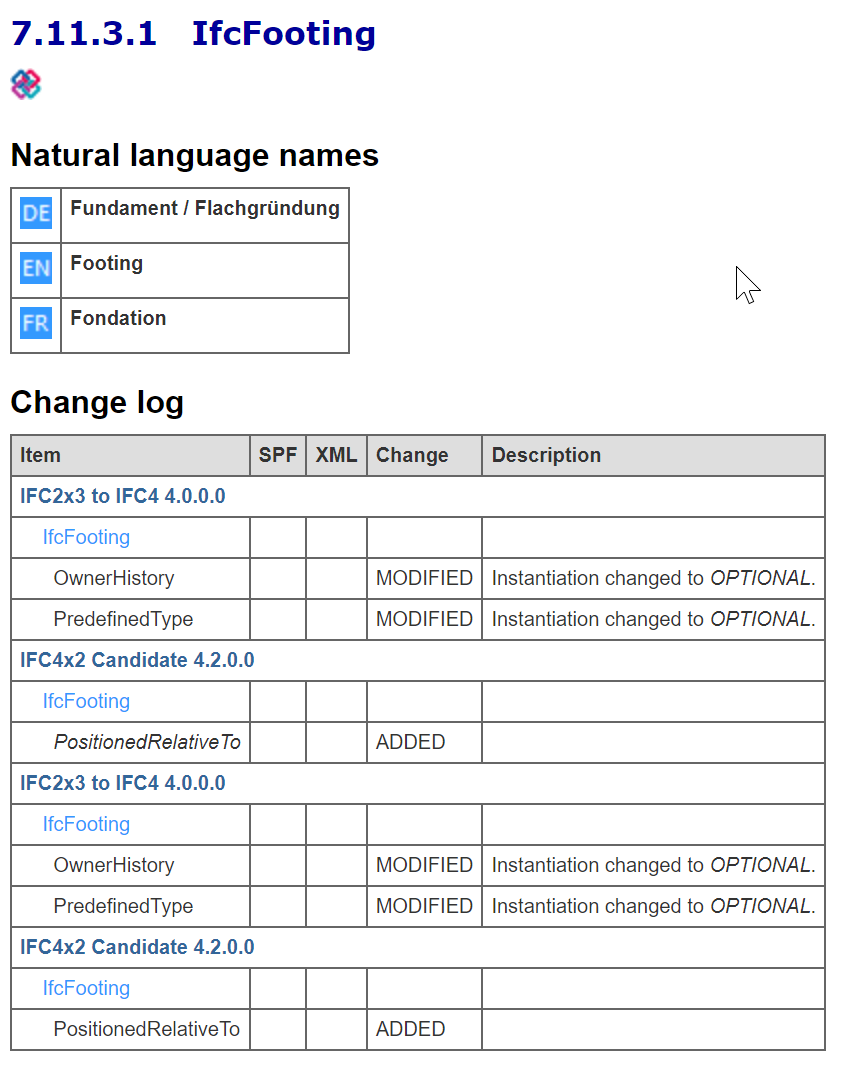 7.11.3.1 IfcFooting
Natural language names
DE Fundament / Flachgründung
EN Footing
FR Fondation
Change log
Item SPF XML Change Description
IFC2x3 to IFC4 4.0.0.0
IfcFooting
OwnerHistory MODIFIED Instantiation changed to OPTIONAL.
PredefinedType MODIFIED Instantiation changed to OPTIONAL.
IFC4x2 Candidate 4.2.0.0
IfcFooting
PositionedRelativeTo ADDED
IFC2x3 to IFC4 4.0.0.0
IfcFooting
OwnerHistory MODIFIED Instantiation changed to OPTIONAL.
PredefinedType MODIFIED Instantiation changed to OPTIONAL.
IFC4x2 Candidate 4.2.0.0
IfcFooting
PositionedRelativeTo ADDED